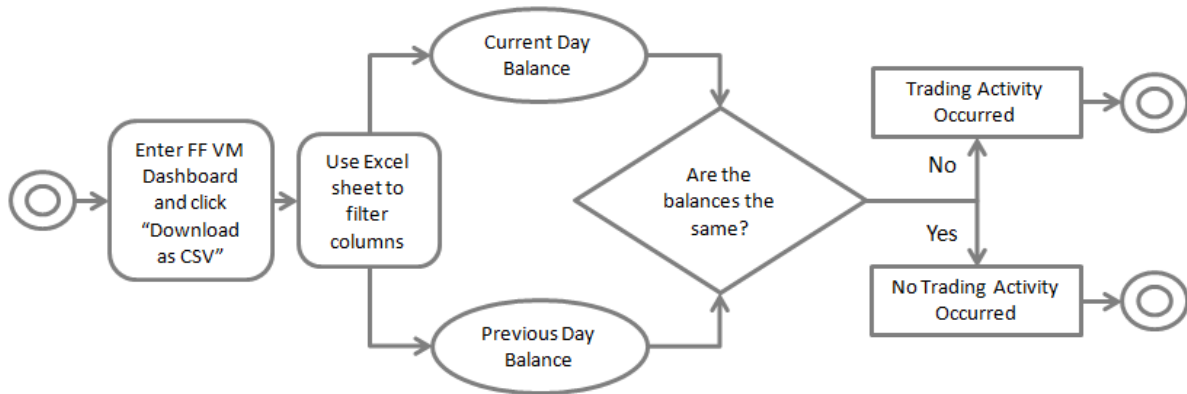 Enter FF VM
Dashboard
and click
“Download
as CSV”
Use Excel
sheet to
filter
columns
Current Day
Balance
Previous Day
Balance
Are the
balances the
same?
No
Yes
Trading Activity
Occurred
No Trading Activity
Occurred